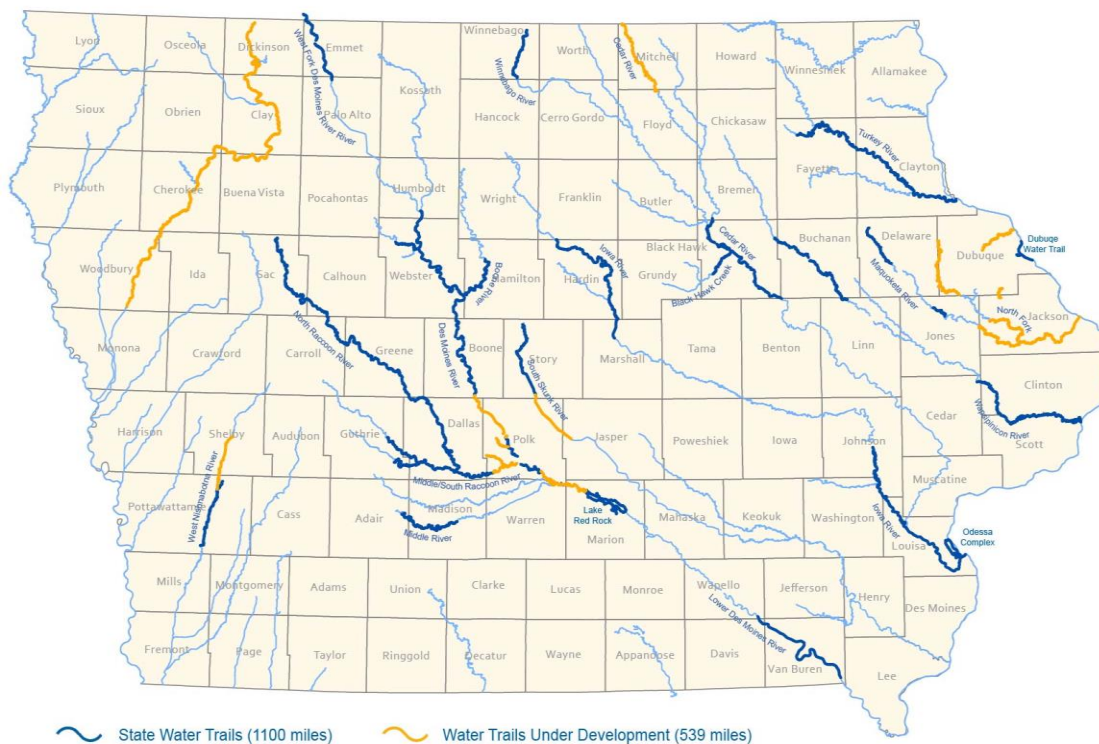 Lyon
Osceola
Dickinson
Emmet
Winnebago
Worth
Mitchell
Howard
Winneshiek
Allamakee
West Fork Des Moines River River
Winnebago River
Cedar River
Kossuth
Sioux
Obrien
Clay
Palo Alto
Hancock
Cerro Gordo
Floyd
Chickasaw
Turkey River
Fayette
Clayton
Plymouth
Cherokee
Buena Vista
Pocahontas
Humboldt
Wright
Franklin
Butler
Bremer
Woodbury
Ida
Sac
Calhoun
Webster
Boone River
Hamilton
Hardin
Iowa River
Grundy
Black Hawk
Black Hawk Creek
Cedar River
Buchanan
Delaware
Maquoketa River
Dubuque
Dubuqe
Water Trail
North Fork
Jackson
Jones
Monona
Crawford
Carroll
North Raccoon River
Greene
Des Moines River
Boone
Story
South Skunk River
Marshall
Tama
Benton
Linn
Clinton
Wapsipinicon River
Scott
Cedar
Harrison
Shelby
Audubon
Guthrie
Dallas
Polk
Jasper
Poweshiek
Iowa
Johnson
Muscatine
Middle/South Raccoon River
Pottawattame
West Nishnabotna River
Cass
Adair
Madison
Middle River
Warren
Lake
Red Rock
Marion
Mahaska
Keokuk
Washington
Iowa River
Louisa
Odessa
Complex
Mills
Montgomery
Adams
Union
Clarke
Lucas
Monroe
Wapello
Jefferson
Henry
Des Moines
Lower Des Moines River
Fremont
Page
Taylor
Ringgold
Decatur
Wayne
Appanoose
Davis
Van Buren
Lee
State Water Trails (1100 miles)
Water Trails Under Development (539 miles)